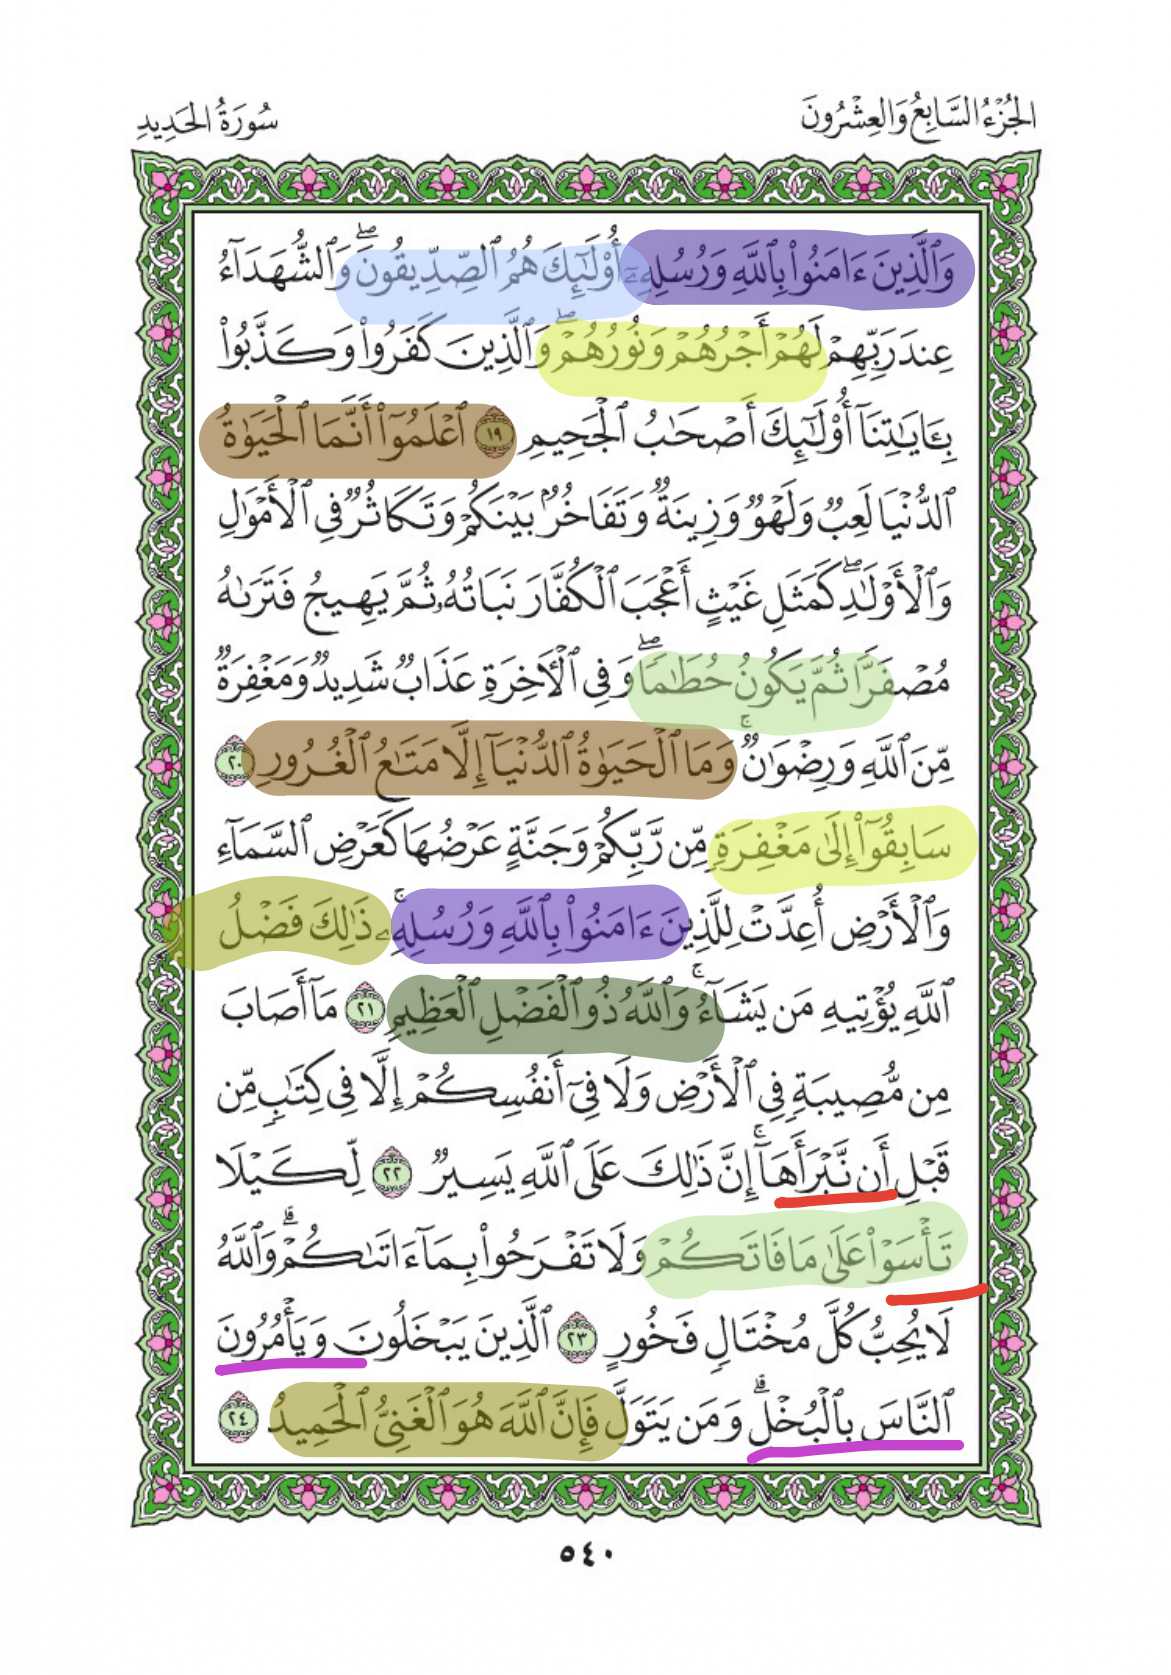 الجُزْءُ السَّابِعُ وَالعِشْرُونَ
سُورَةُ الحَدِيدِ
وَٱلَّذِينَ ءَامَنُوا۟ بِٱللَّهِ وَرُسُلِهِۦٓ أُو۟لَٰٓئِكَ هُمُ ٱلصِّدِّيقُونَ ۖ وَٱلشُّهَدَآءُ
عِندَ رَبِّهِمْ لَهُمْ أَجْرُهُمْ وَنُورُهُمْ ۖ وَٱلَّذِينَ كَفَرُوا۟ وَكَذَّبُوا۟
بِـَٔايَٰتِنَآ أُو۟لَٰٓئِكَ أَصْحَٰبُ ٱلْجَحِيمِ ١٩ ٱعْلَمُوٓا۟ أَنَّمَا ٱلْحَيَوٰةُ
ٱلدُّنْيَا لَعِبٌ وَلَهْوٌ وَزِينَةٌ وَتَفَاخُرٌۢ بَيْنَكُمْ وَتَكَاثُرٌ فِى ٱلْأَمْوَٰلِ
وَٱلْأَوْلَٰدِ ۖ كَمَثَلِ غَيْثٍ أَعْجَبَ ٱلْكُفَّارَ نَبَاتُهُۥ ثُمَّ يَهِيجُ فَتَرَىٰهُ
مُصْفَرًّا ثُمَّ يَكُونُ حُطَٰمًا ۖ وَفِى ٱلْءَاخِرَةِ عَذَابٌ شَدِيدٌ وَمَغْفِرَةٌ
مِّنَ ٱللَّهِ وَرِضْوَٰنٌ ۚ وَمَا ٱلْحَيَوٰةُ ٱلدُّنْيَآ إِلَّا مَتَٰعُ ٱلْغُرُورِ ٢٠
سَابِقُوٓا۟ إِلَىٰ مَغْفِرَةٍ مِّن رَّبِّكُمْ وَجَنَّةٍ عَرْضُهَا كَعَرْضِ ٱلسَّمَآءِ
وَٱلْأَرْضِ أُعِدَّتْ لِلَّذِينَ ءَامَنُوا۟ بِٱللَّهِ وَرُسُلِهِۦ ۚ ذَٰلِكَ فَضْلُ
ٱللَّهِ يُؤْتِيهِ مَن يَشَآءُ ۚ وَٱللَّهُ ذُو ٱلْفَضْلِ ٱلْعَظِيمِ ٢١ مَآ أَصَابَ
مِن مُّصِيبَةٍ فِى ٱلْأَرْضِ وَلَا فِىٓ أَنفُسِكُمْ إِلَّا فِى كِتَٰبٍ مِّن
قَبْلِ أَن نَّبْرَأَهَآ ۚ إِنَّ ذَٰلِكَ عَلَى ٱللَّهِ يَسِيرٌ ٢٢ لِّكَيْلَا
تَأْسَوْا۟ عَلَىٰ مَا فَاتَكُمْ وَلَا تَفْرَحُوا۟ بِمَآ ءَاتَىٰكُمْ ۗ وَٱللَّهُ
لَا يُحِبُّ كُلَّ مُخْتَالٍ فَخُورٍ ٢٣ ٱلَّذِينَ يَبْخَلُونَ وَيَأْمُرُونَ
ٱلنَّاسَ بِٱلْبُخْلِ ۗ وَمَن يَتَوَلَّ فَإِنَّ ٱللَّهَ هُوَ ٱلْغَنِىُّ ٱلْحَمِيدُ ٢٤
٥٤٠